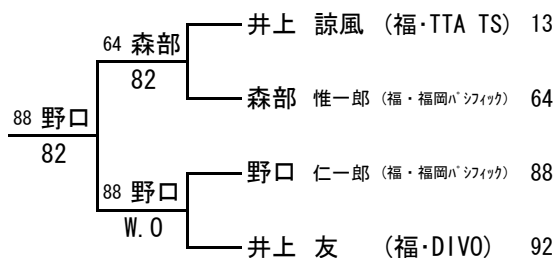 井上 諒風 (福・TTA TS) 13
64 森部
82
森部 惟一郎 (福・福岡パシフィック) 64
88 野口
82
野口 仁一郎 (福・福岡パシフィック) 88
88 野口
W.O
井上 友 (福・DIVO) 92